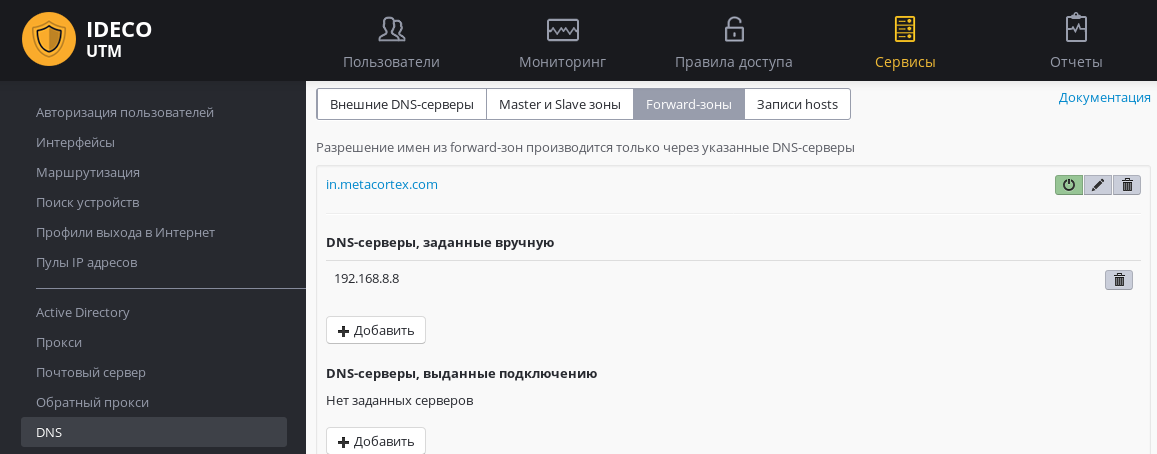 IDECO
UTM
Пользователи
Мониторинг
Правила доступа
Сервисы
Отчеты
Авторизация пользователей
Интерфейсы
Маршрутизация
Поиск устройств
Профили выхода в Интернет
Пулы IP адресов
Active Directory
Прокси
Почтовый сервер
Обратный прокси
DNS
Внешние DNS-серверы
Master и Slave зоны
Forward-зоны
Записи hosts
Документация
Разрешение имен из forward-зон производится только через указанные DNS-серверы
in.metacortex.com
DNS-серверы, заданные вручную
192.168.8.8
Добавить
DNS-серверы, выданные подключению
Нет заданных серверов
Добавить